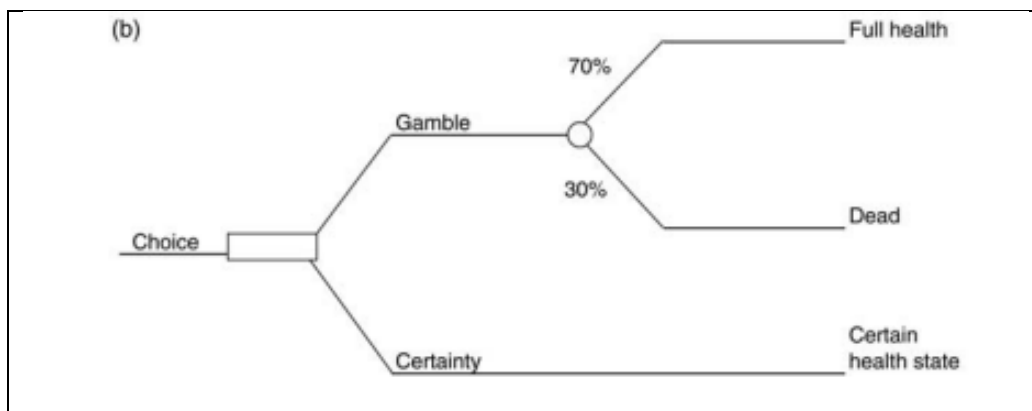 (b)
Full health
70%
Gamble
30%
Dead
Choice
Certain
health state
Certainty